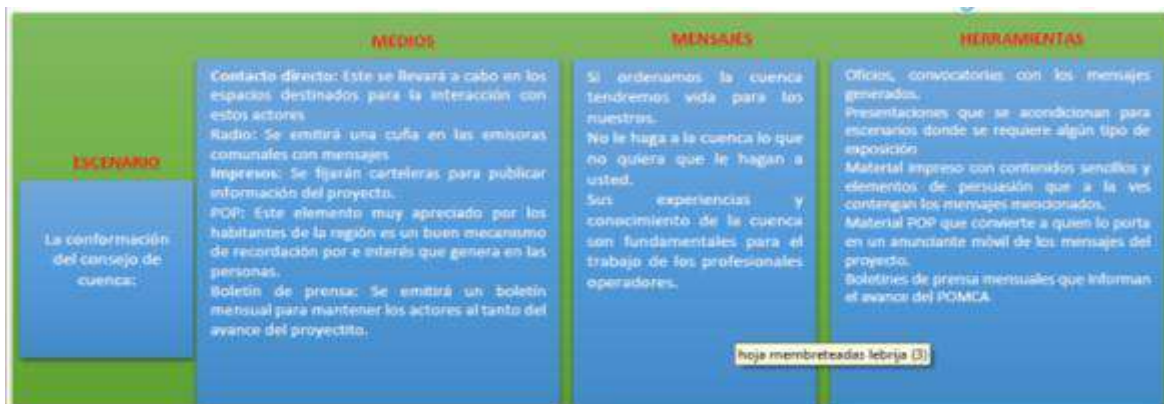 MEDIOS
Contacto directo: Este se llevará a cabo en los
espacios destinados para la interacción con
estos actores
Radio: Se emitirá una cuña en las emisoras
comunales con mensajes
Impresos: Se fijarán carteleras para publicar
información del proyecto.
POP: Este elemento muy apreciado por los
habitantes de la región es un buen mecanismo
de recordación por e interés que genera en las
personas.
Boletín de prensa: Se emitirá un boletín
mensual para mantener los actores al tanto del
avance del proyectito.
MENSAJES
Si ordenamos la cuenca
tendremos vida para los
nuestros.
No le haga a la cuenca lo que
no quiera que le hagan a
usted.
Sus experiencias y
conocimiento de la cuenca
son fundamentales para el
trabajo de los profesionales
operadores.
HERRAMIENTAS
Oficios, convocatorias con los mensajes
generados.
Presentaciones que se acondicionan para
escenarios donde se requiere algún tipo de
exposición
Material impreso con contenidos sencillos y
elementos de persuasión que a la ves
contengan los mensajes mencionados.
Material POP que convierte a quien lo porta
en un anunciante móvil de los mensajes del
proyecto.
Boletines de prensa mensuales que informan
el avance del POMCA
ESCENARIO
La conformación
del consejo de
cuenca:
hoja membreteadas lebrija (3)